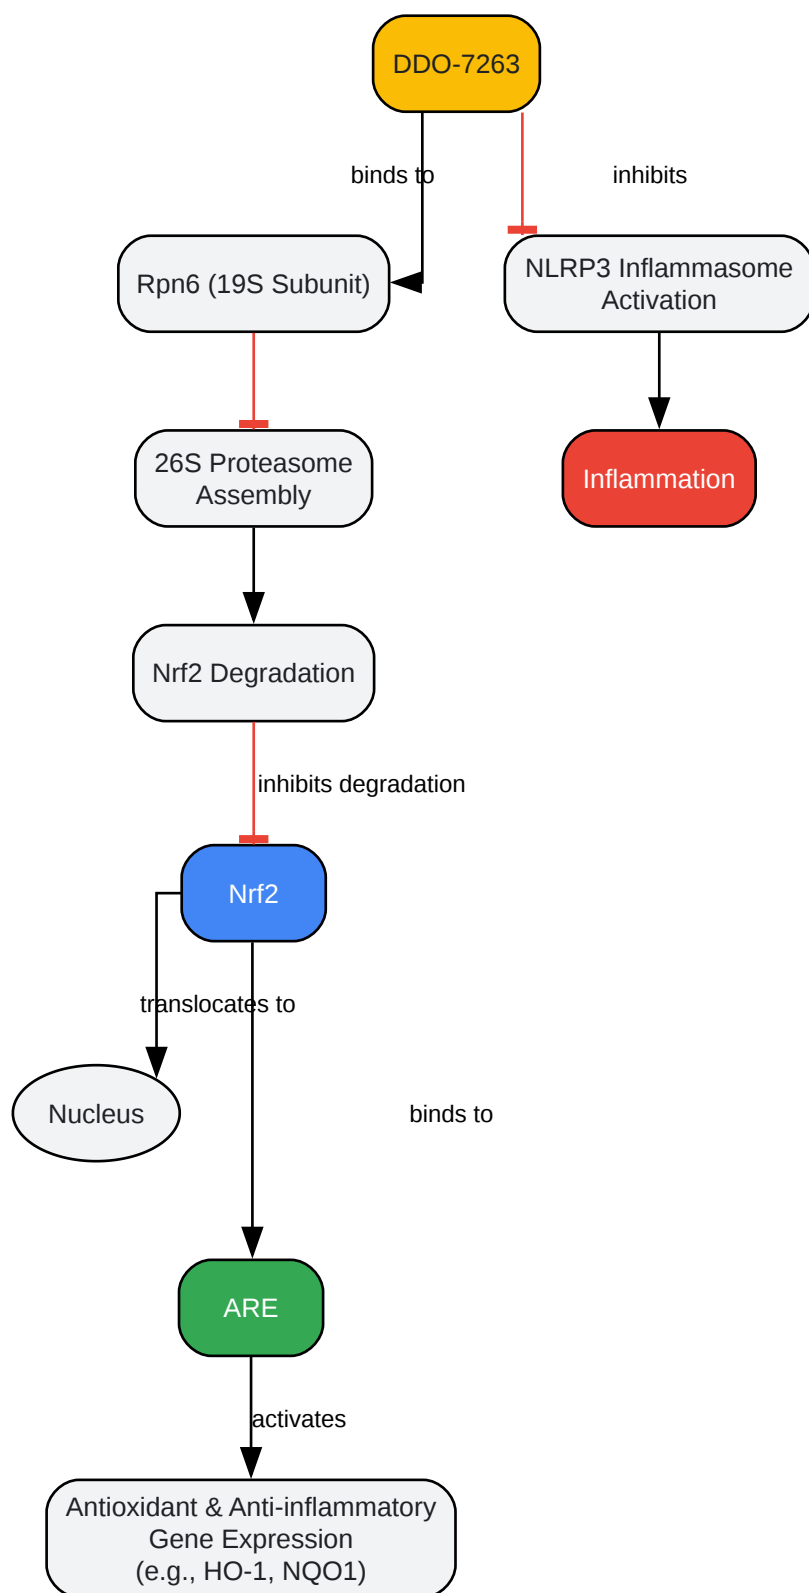 DDO-7263
binds to
inhibits
Rpn6 (19S Subunit)
NLRP3 Inflammasome
Activation
26S Proteasome
Assembly
Inflammation
Nrf2 Degradation
inhibits degradation
Nrf2
translocates to
Nucleus
binds to
ARE
activates
Antioxidant & Anti-inflammatory
Gene Expression
(e.g., HO-1, NQO1)